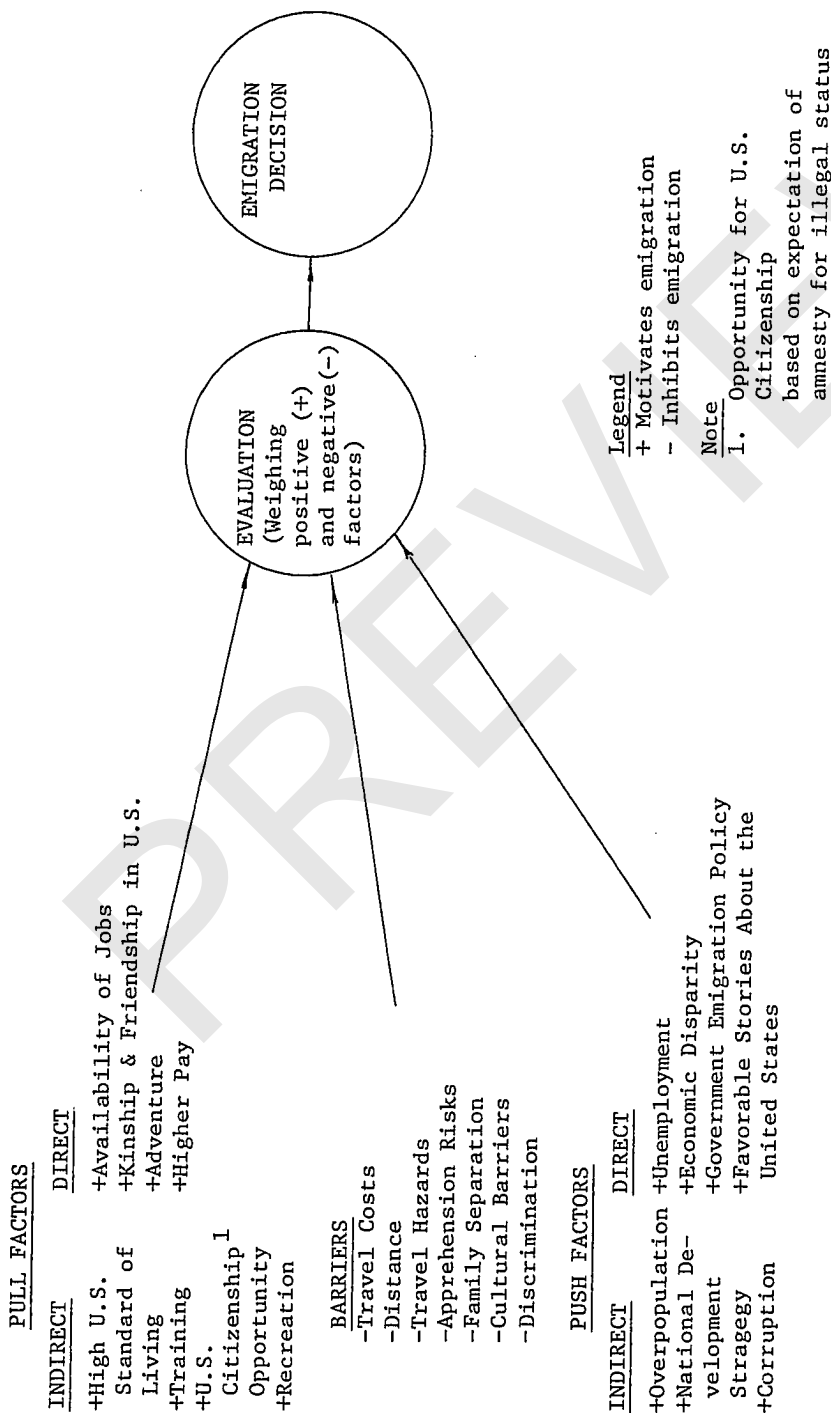 PULL FACTORS
INDIRECT
+High U.S.
Standard of
Living
+Training
+U.S.
Citizenship1
Opportunity
+Recreation
DIRECT
+Availability of Jobs
+Kinship & Friendship in U.S.
+Adventure
+Higher Pay
BARRIERS
-Travel Costs
-Distance
-Travel Hazards
-Apprehension Risks
-Family Separation
-Cultural Barriers
-Discrimination
PUSH FACTORS
INDIRECT
+Overpopulation
+National De-
velopment
Stragegy
+Corruption
DIRECT
+Unemployment
+Economic Disparity
+Government Emigration Policy
+Favorable Stories About the
United States
EVALUATION
(Weighing
positive (+)
and negative(-)
factors)
EMIGRATION
DECISION
Legend
+ Motivates emigration
- Inhibits emigration
Note
1. Opportunity for U.S.
Citizenship
based on expectation of
amnesty for illegal status
PREVIE